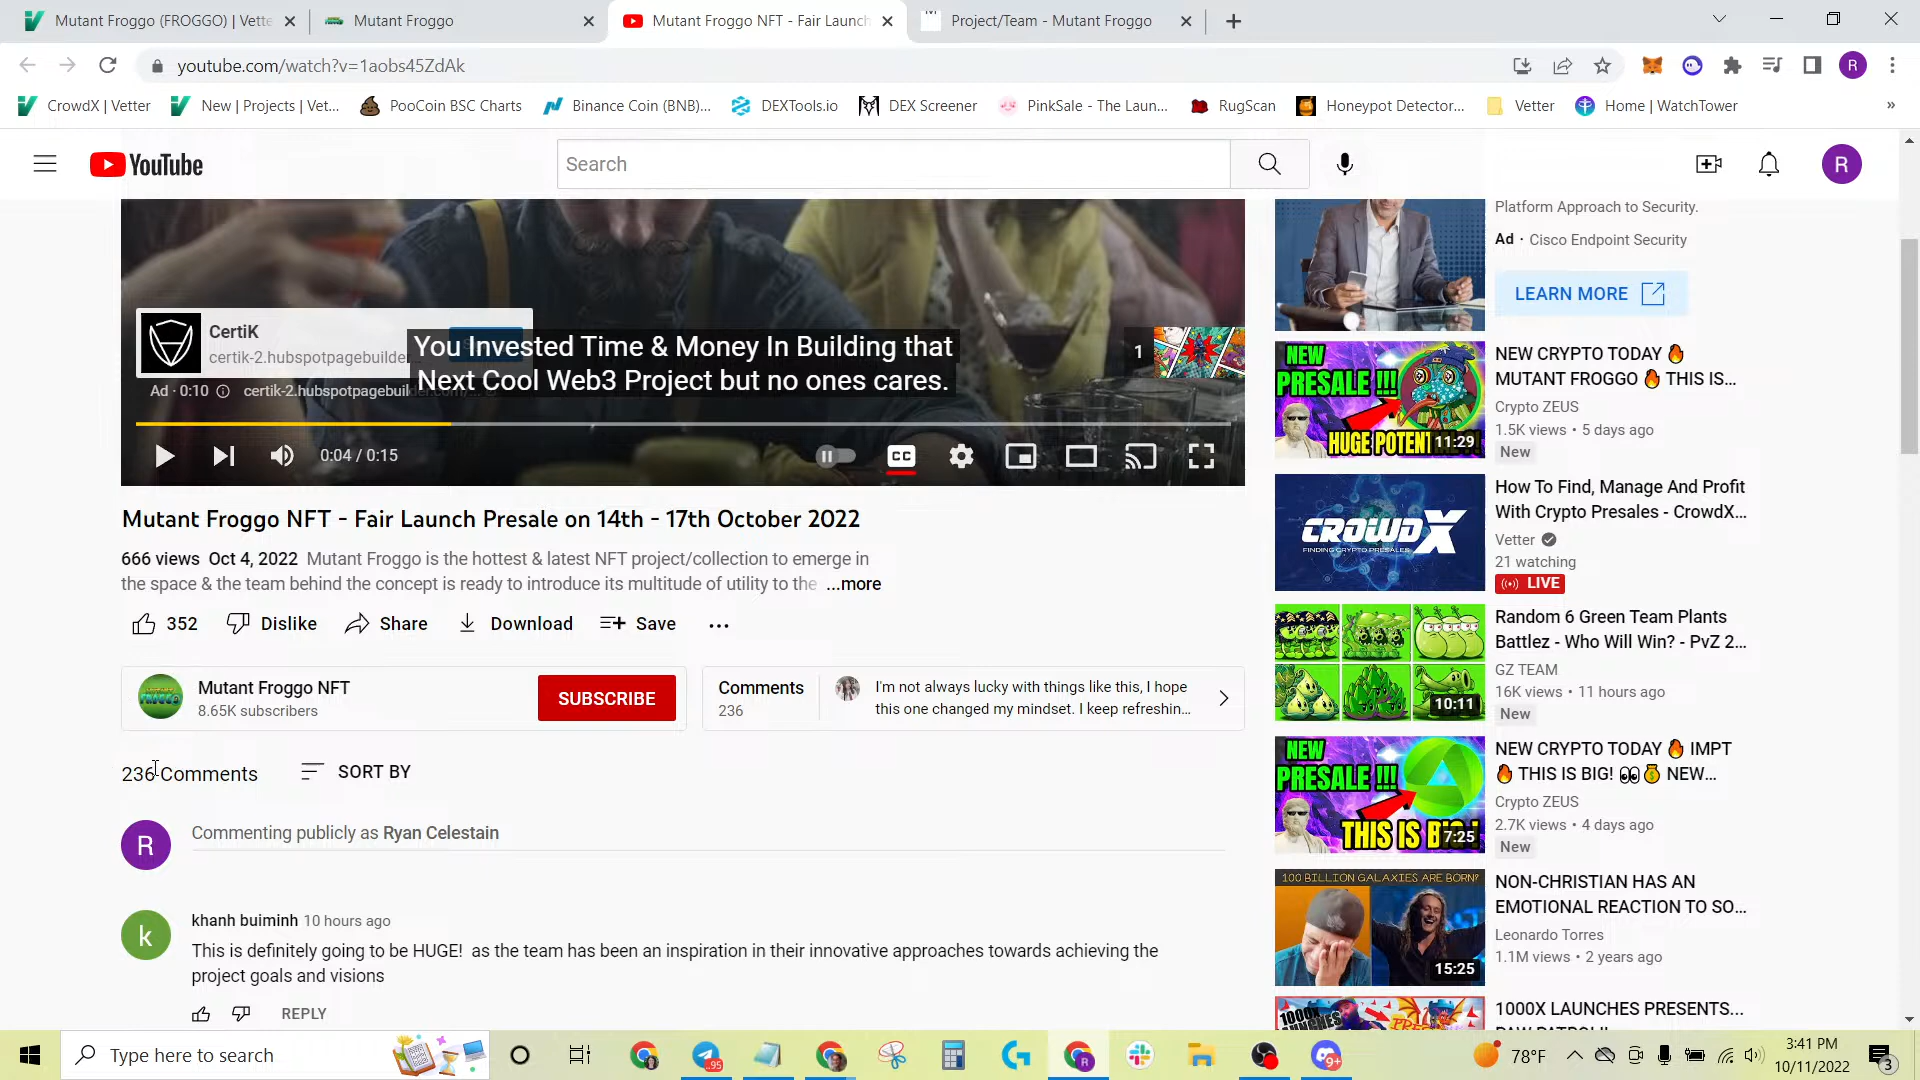 Mutant Froggo (FROGGO) | Vette
Mutant Froggo
Mutant Froggo NFT - Fair Launch
Project/Team - Mutant Froggo
youtube.com/watch?v=1aobs45ZdAk
R
CrowdX | Vetter
New | Projects | Vet...
PooCoin BSC Charts
Binance Coin (BNB)...
DEXTools.io
DEX Screener
PinkSale - The Laun...
RugScan
Honeypot Detector...
Vetter
Home | WatchTower
»
YouTube
Search
R
CertiK
certik-2.hubspotpagebuilder
Ad · 0:10
You Invested Time & Money In Building that
Next Cool Web3 Project but no ones cares.
1
0:04 / 0:15
CC
Mutant Froggo NFT - Fair Launch Presale on 14th - 17th October 2022
666 views Oct 4, 2022 Mutant Froggo is the hottest & latest NFT project/collection to emerge in
the space & the team behind the concept is ready to introduce its multitude of utility to the ...more
352
Dislike
Share
Download
Save
Mutant Froggo NFT
8.65K subscribers
SUBSCRIBE
Comments
236
I'm not always lucky with things like this, I hope
this one changed my mindset. I keep refreshin...
236 Comments
SORT BY
R
Commenting publicly as Ryan Celestain
k
khanh buiminh 10 hours ago
This is definitely going to be HUGE! as the team has been an inspiration in their innovative approaches towards achieving the
project goals and visions
REPLY
Platform Approach to Security.
Ad · Cisco Endpoint Security
LEARN MORE
NEW
PRESALE !!!
11:29
NEW CRYPTO TODAY 🔥
MUTANT FROGGO 🔥 THIS IS...
Crypto ZEUS
1.5K views • 5 days ago
New
CROWDX
FINDING CRYPTO PRESALES
How To Find, Manage And Profit
With Crypto Presales - CrowdX...
Vetter
21 watching
LIVE
10:11
Random 6 Green Team Plants
Battlez - Who Will Win? - PvZ 2...
GZ TEAM
16K views • 11 hours ago
New
NEW
PRESALE !!!
THIS IS
7:25
NEW CRYPTO TODAY 🔥 IMPT
🔥 THIS IS BIG! 👀💰 NEW...
Crypto ZEUS
2.7K views • 4 days ago
New
100 BILLION GALAXIES ARE BORN?
15:25
NON-CHRISTIAN HAS AN
EMOTIONAL REACTION TO SO...
Leonardo Torres
1.1M views • 2 years ago
1000X
LAUNCHES
1000X LAUNCHES PRESENTS...
Type here to search
95
9+
78°F
3:41 PM
10/11/2022
3